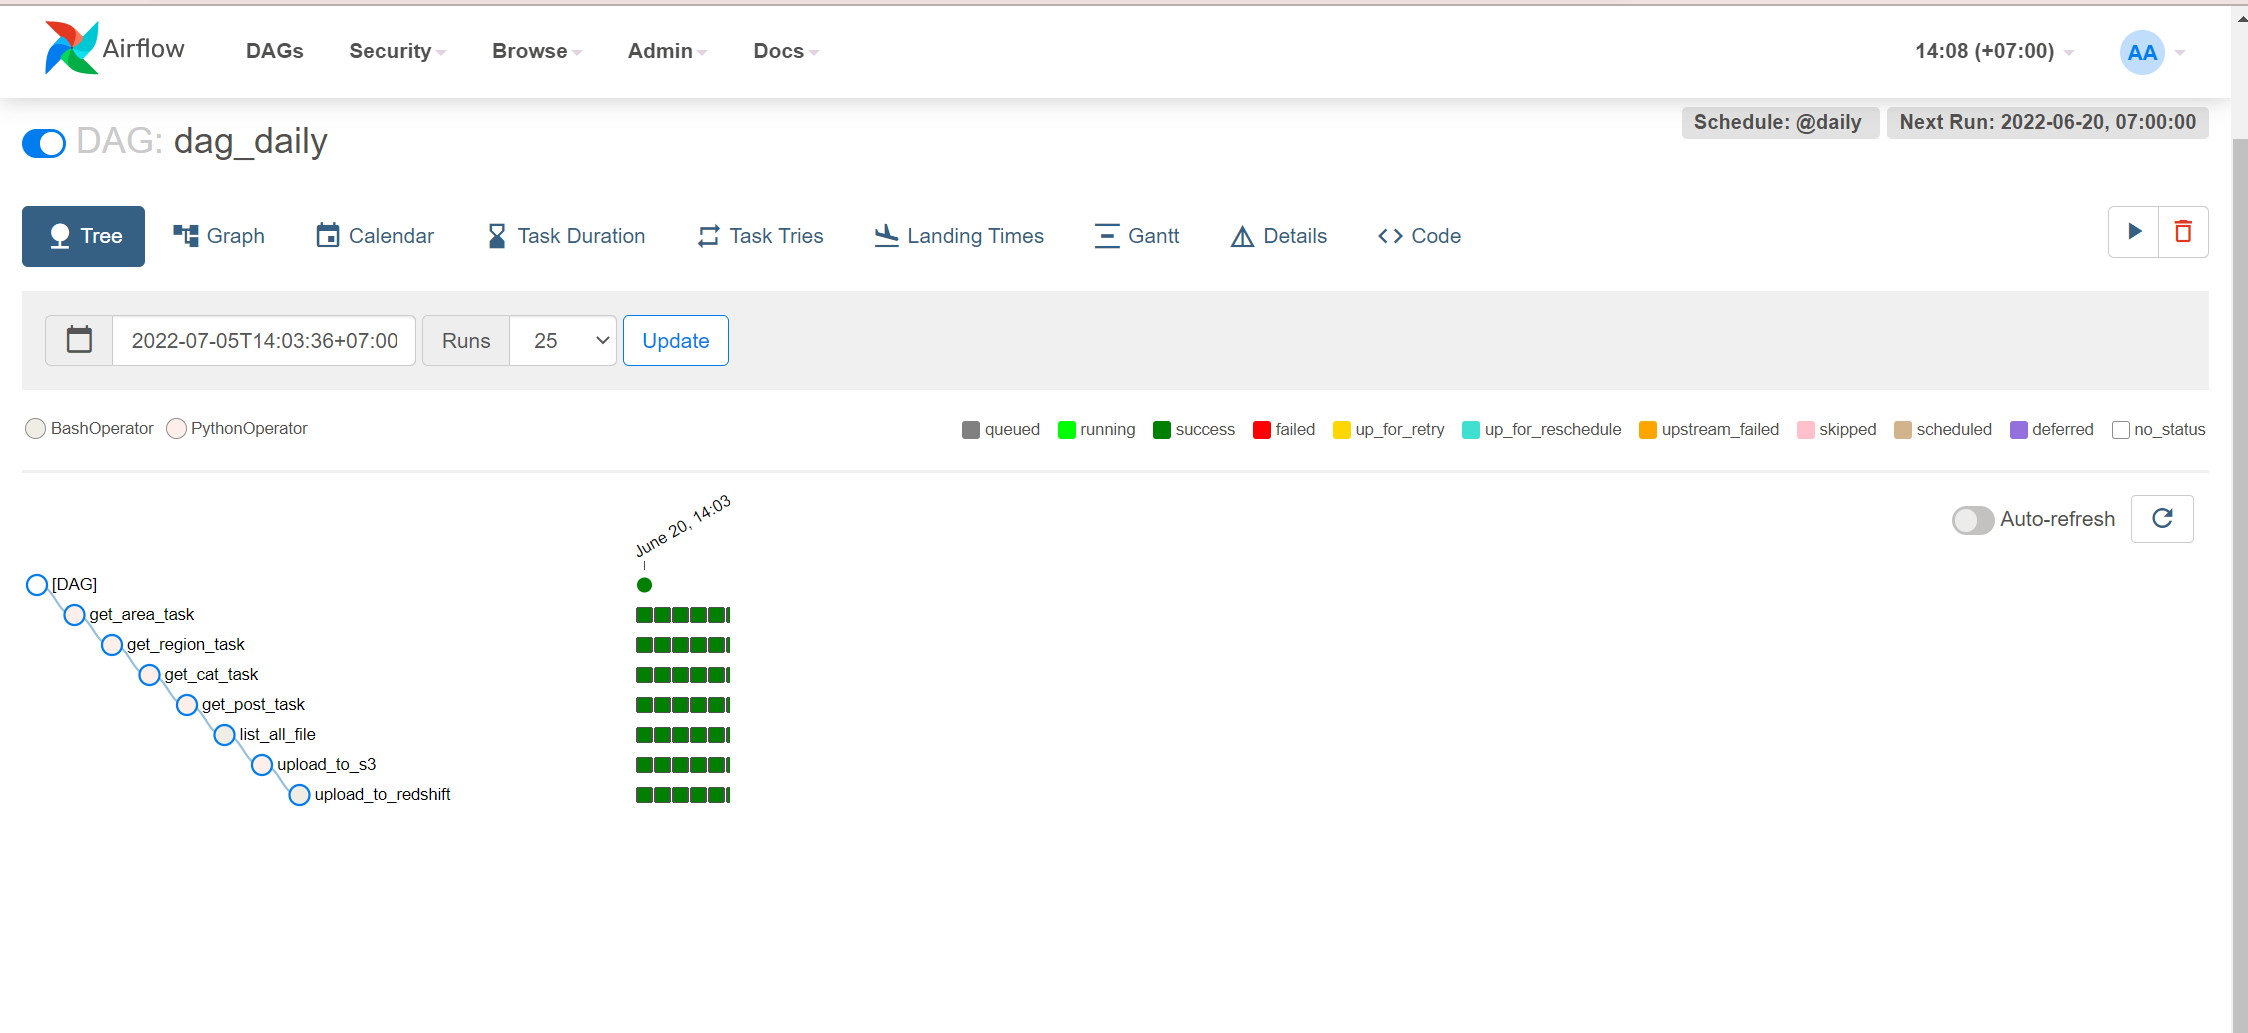 Airflow DAGs Security Browse Admin Docs 14:08 (+07:00) AA
DAG: dag_daily Schedule: @daily Next Run: 2022-06-20, 07:00:00
Tree Graph Calendar Task Duration Task Tries Landing Times Gantt Details Code
2022-07-05T14:03:36+07:00 Runs 25 Update
BashOperator PythonOperator queued running success failed up_for_retry up_for_reschedule upstream_failed skipped scheduled deferred no_status
June 20, 14:03
Auto-refresh
[DAG]
get_area_task
get_region_task
get_cat_task
get_post_task
list_all_file
upload_to_s3
upload_to_redshift